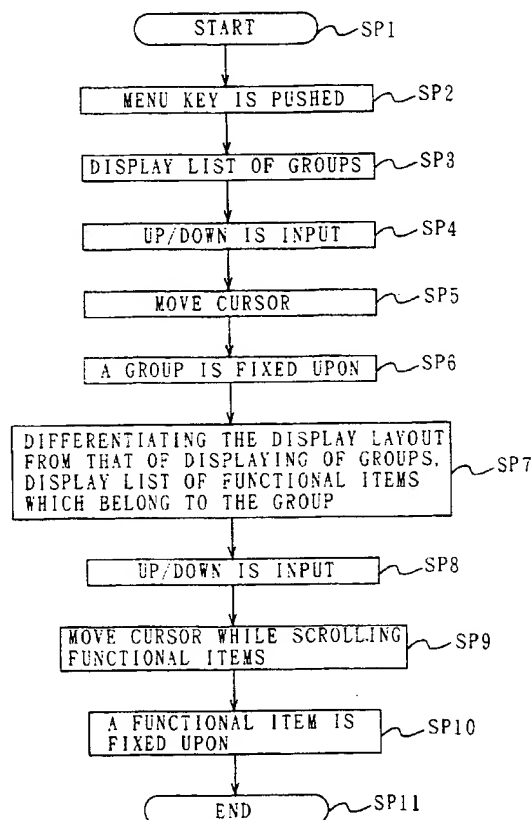 START
SP1
MENU KEY IS PUSHED
SP2
DISPLAY LIST OF GROUPS
SP3
UP/DOWN IS INPUT
SP4
MOVE CURSOR
SP5
A GROUP IS FIXED UPON
SP6
DIFFERENTIATING THE DISPLAY LAYOUT
FROM THAT OF DISPLAYING OF GROUPS,
DISPLAY LIST OF FUNCTIONAL ITEMS
WHICH BELONG TO THE GROUP
SP7
UP/DOWN IS INPUT
SP8
MOVE CURSOR WHILE SCROLLING
FUNCTIONAL ITEMS
SP9
A FUNCTIONAL ITEM IS
FIXED UPON
SP10
END
SP11